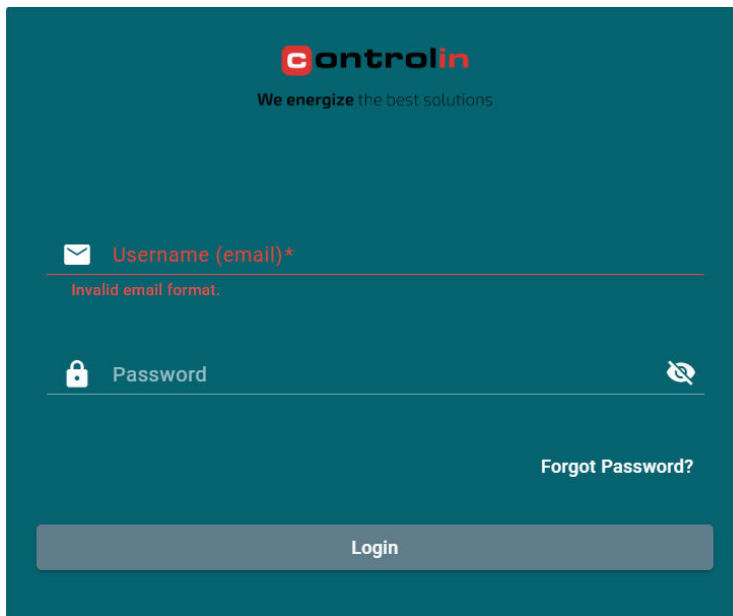 controlin
We energize the best solutions
Username (email)*
Invalid email format.
Password
Forgot Password?
Login